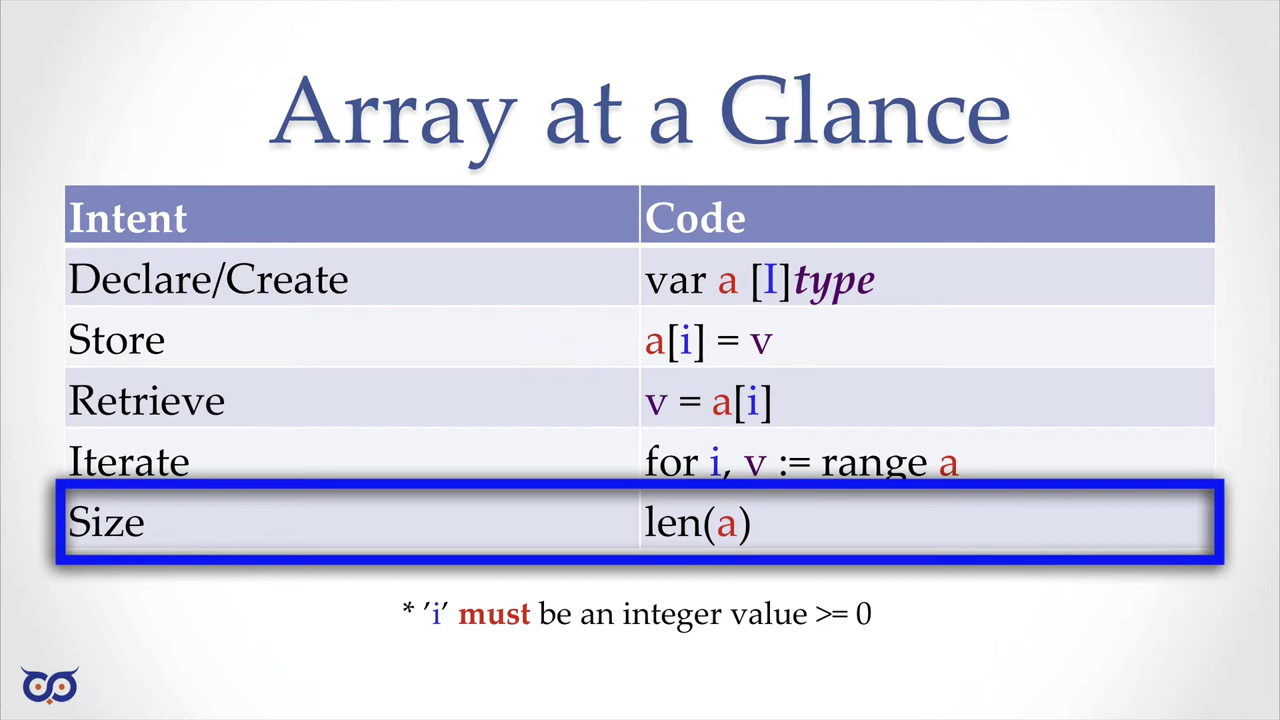 Array at a Glance
Intent Code
Declare/Create var a [I]type
Store a[i] = v
Retrieve v = a[i]
Iterate for i, v := range a
Size len(a)
* ’i’ must be an integer value >= 0